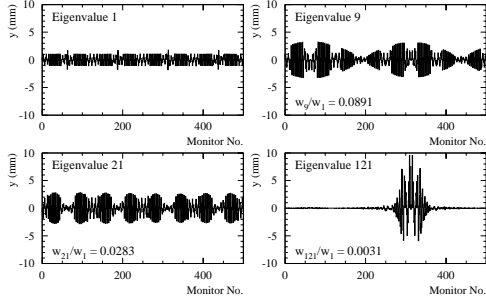 y (mm)
10
5
0
-5
-10
Eigenvalue 1
0
200
400
Monitor No.
y (mm)
10
5
0
-5
-10
Eigenvalue 9
w9/w1 = 0.0891
0
200
400
Monitor No.
y (mm)
10
5
0
-5
-10
Eigenvalue 21
w21/w1 = 0.0283
0
200
400
Monitor No.
y (mm)
10
5
0
-5
-10
Eigenvalue 121
w121/w1 = 0.0031
0
200
400
Monitor No.